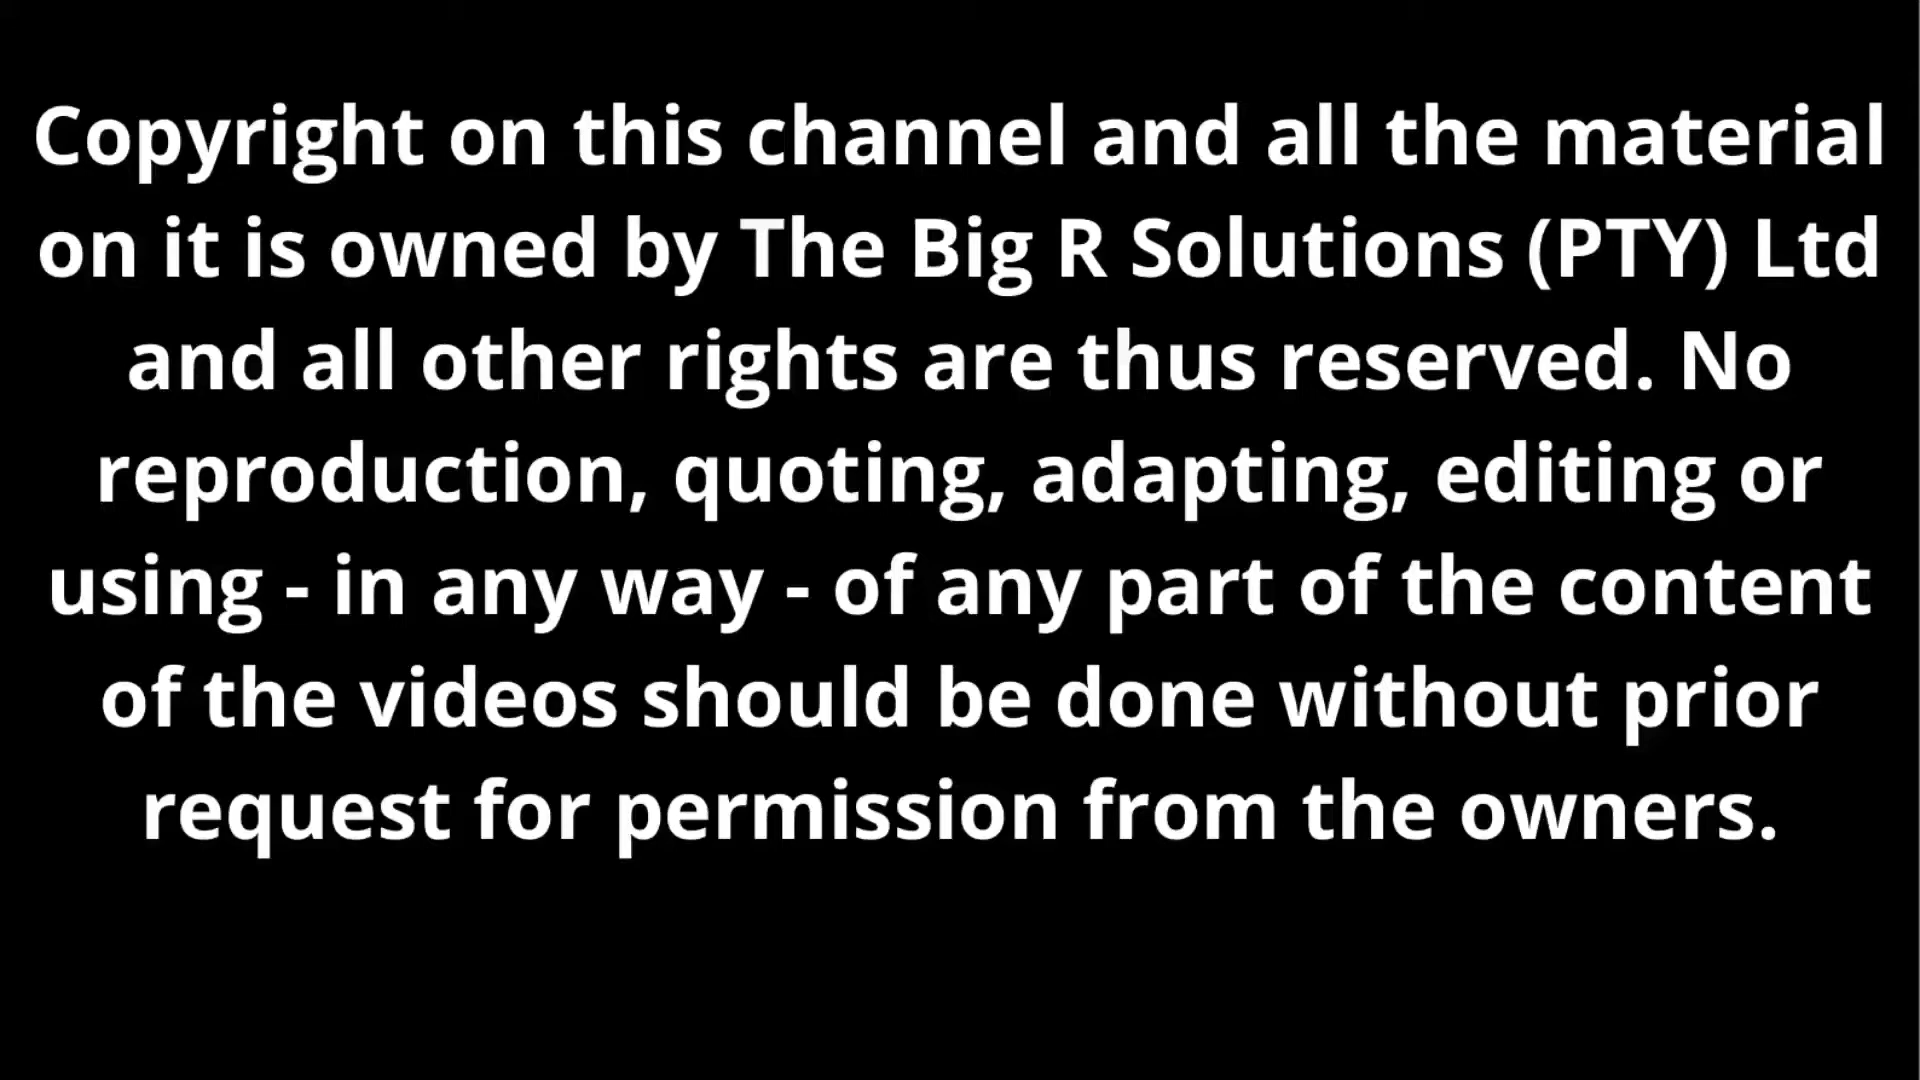 Copyright on this channel and all the material
on it is owned by The Big R Solutions (PTY) Ltd
and all other rights are thus reserved. No
reproduction, quoting, adapting, editing or
using - in any way - of any part of the content
of the videos should be done without prior
request for permission from the owners.